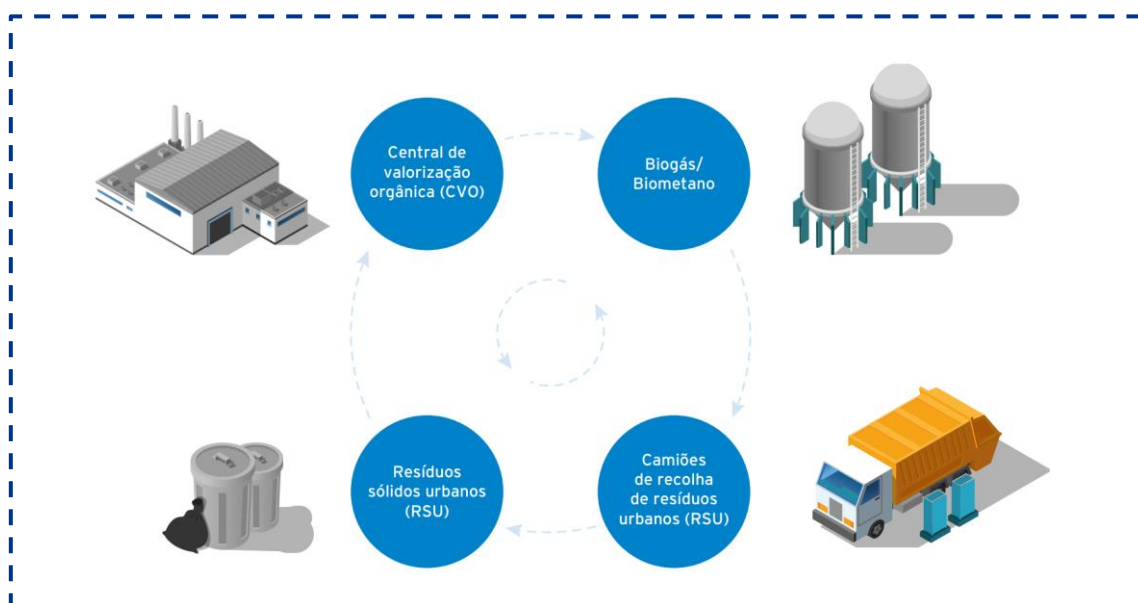 Central de
valorização
orgânica (CVO)
Biogás/
Biometano
Resíduos
sólidos urbanos
(RSU)
Camiões
de recolha
de resíduos
urbanos (RSU)